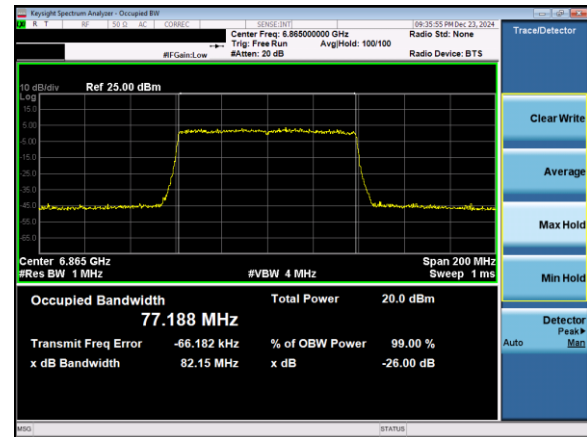 Keysight Spectrum Analyzer - Occupied BW
R T RF 50 Ω AC CORREC SENSE:INT 09:35:55 PM Dec 23, 2024
Center Freq: 6.865000000 GHz Radio Std: None
Trig: Free Run Avg|Hold: 100/100
#IFGain:Low #Atten: 20 dB Radio Device: BTS
Trace/Detector
10 dB/div Ref 25.00 dBm
Log
15.0
5.00
-5.00
-15.0
-25.0
-35.0
-45.0
-55.0
-65.0
Center 6.865 GHz Span 200 MHz
#Res BW 1 MHz #VBW 4 MHz Sweep 1 ms
Occupied Bandwidth Total Power 20.0 dBm
77.188 MHz
Transmit Freq Error -66.182 kHz % of OBW Power 99.00 %
x dB Bandwidth 82.15 MHz x dB -26.00 dB
Clear Write
Average
Max Hold
Min Hold
Detector
Peak▶
Auto Man
MSG STATUS